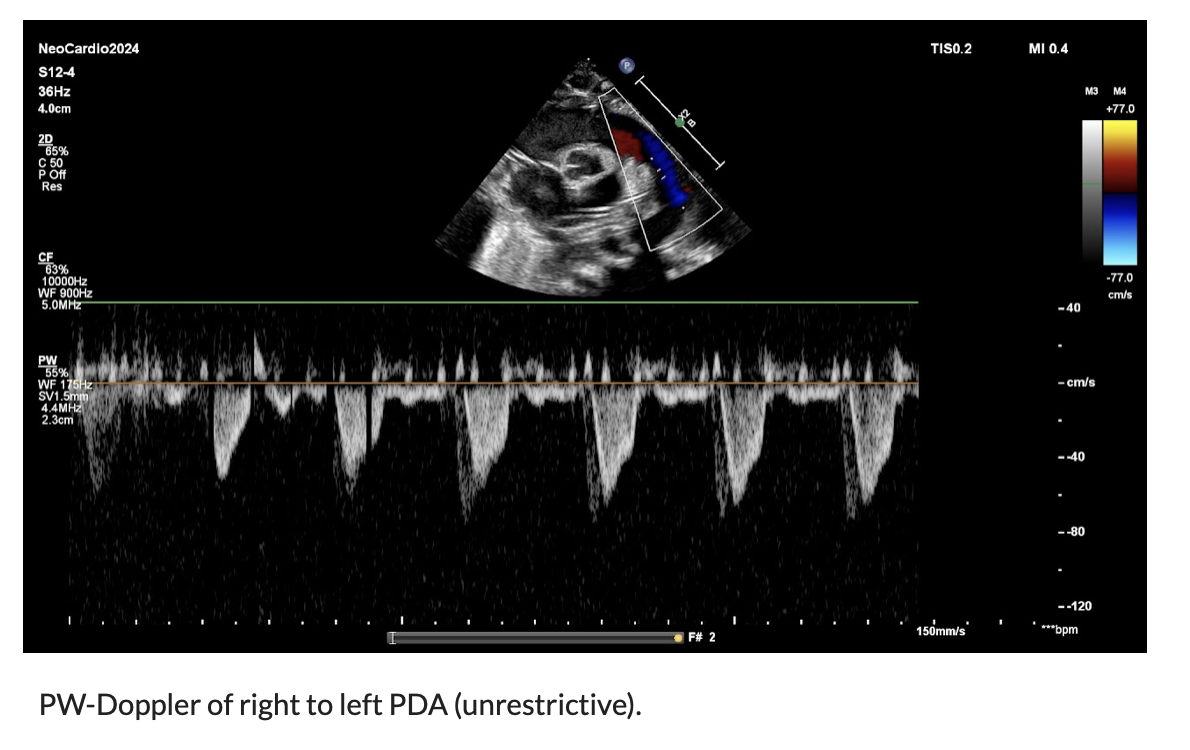 NeoCardio2024
TIS0.2 MI 0.4
S12-4
36Hz
4.0cm
2D
65%
C 50
P Off
Res
P
X2
B
M3 M4
+77.0
-77.0
cm/s
CF
63%
10000Hz
WF 900Hz
5.0MHz
PW
55%
WF 175Hz
SV1.5mm
4.4MHz
2.3cm
-40
-cm/s
--40
--80
--120
F# 2
150mm/s
***bpm
PW-Doppler of right to left PDA (unrestrictive).